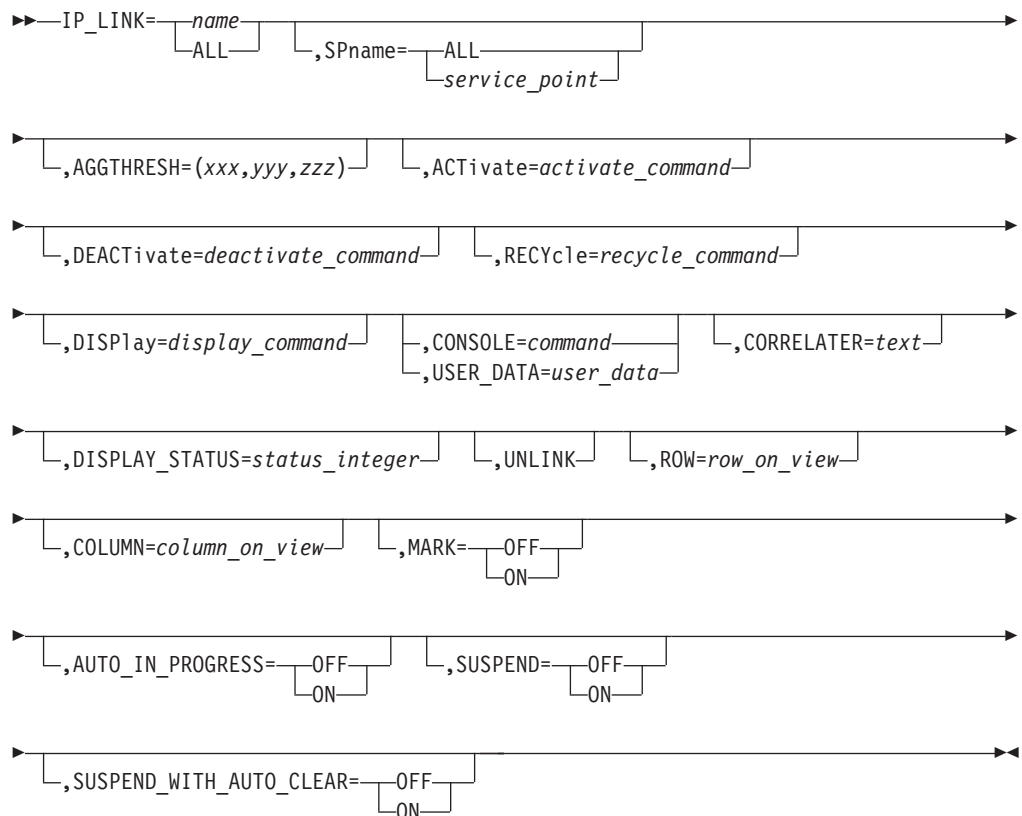 IP_LINK= name
ALL
,SPname= ALL
service_point
,AGGTHRESH=(xxx,yyy,zzz) ,ACTivate=activate_command
,DEACTivate=deactivate_command ,RECYcle=recycle_command
,DISPlay=display_command ,CONSOLE=command ,CORRELATER=text
,USER_DATA=user_data
,DISPLAY_STATUS=status_integer ,UNLINK ,ROW=row_on_view
,COLUMN=column_on_view ,MARK= OFF
ON
,AUTO_IN_PROGRESS= OFF ,SUSPEND= OFF
ON ON
,SUSPEND_WITH_AUTO_CLEAR= OFF
ON